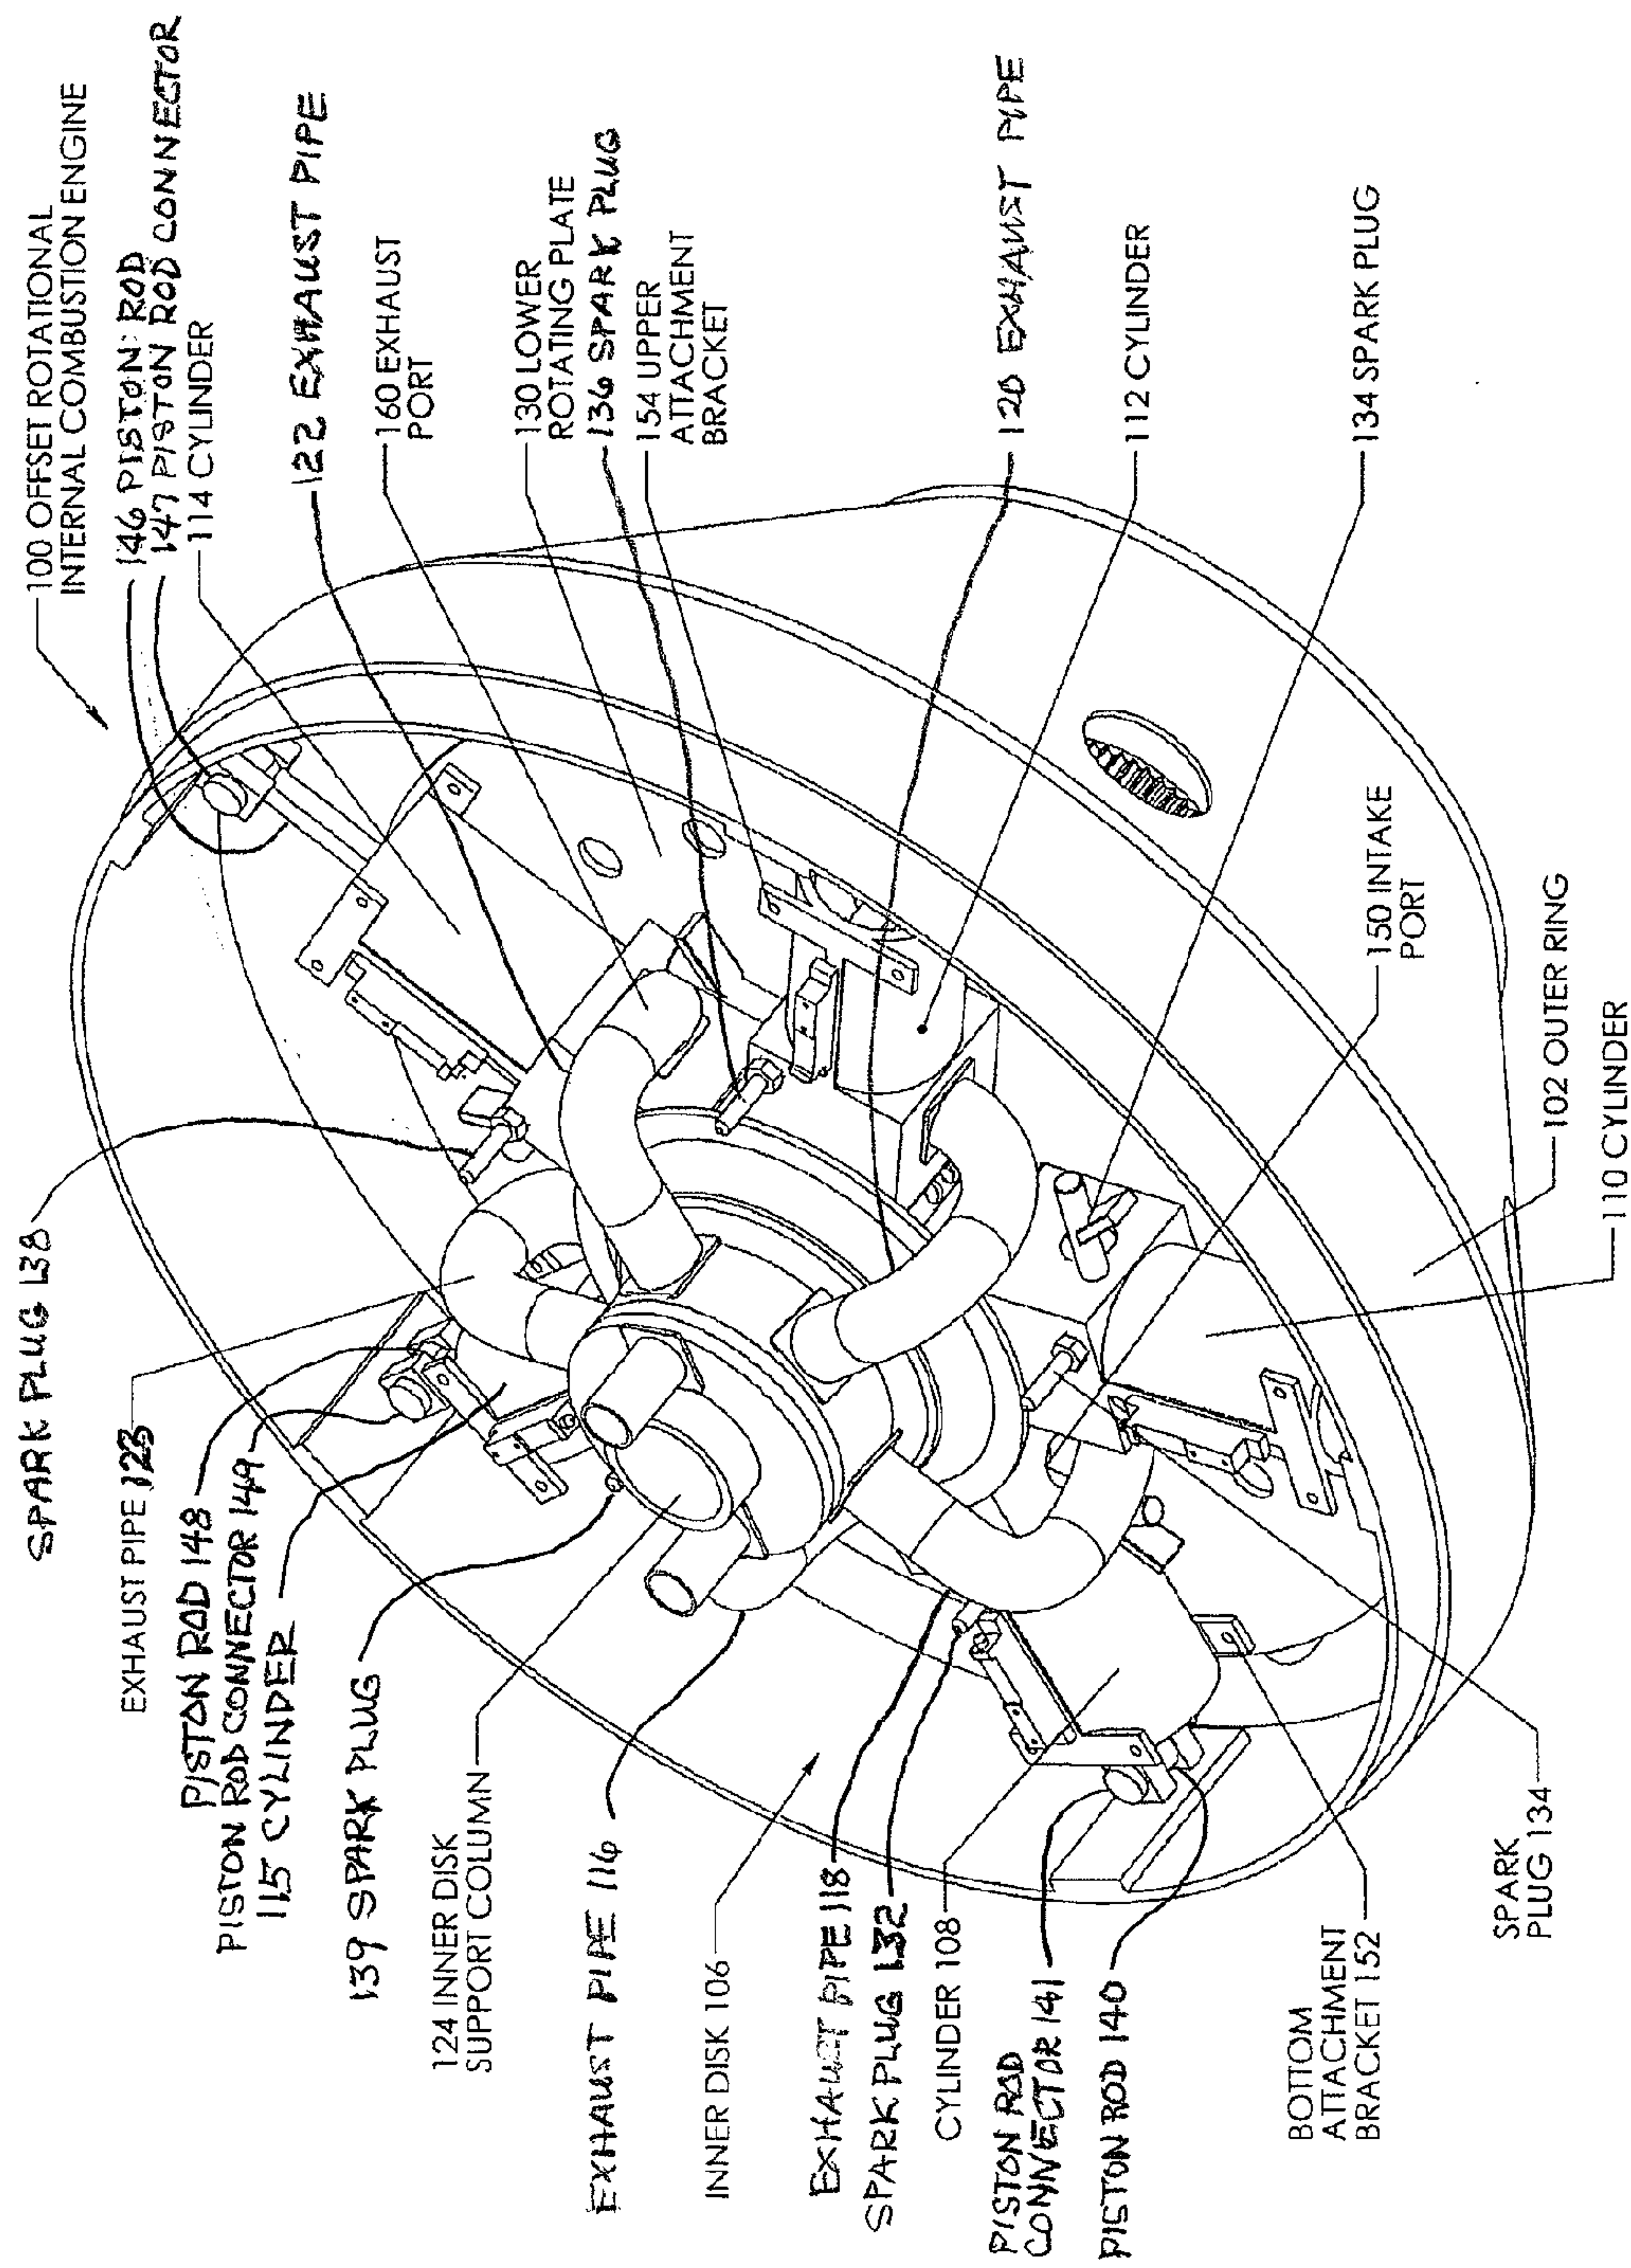 100 OFFSET ROTATIONAL
INTERNAL COMBUSTION ENGINE
146 PISTON ROD
147 PISTON ROD CONNECTOR
114 CYLINDER
122 EXHAUST PIPE
160 EXHAUST
PORT
130 LOWER
ROTATING PLATE
136 SPARK PLUG
154 UPPER
ATTACHMENT
BRACKET
120 EXHAUST PIPE
112 CYLINDER
134 SPARK PLUG
150 INTAKE
PORT
102 OUTER RING
110 CYLINDER
SPARK PLUG 138
EXHAUST PIPE 123
PISTON ROD 148
PISTON ROD CONNECTOR 149
115 CYLINDER
139 SPARK PLUG
124 INNER DISK
SUPPORT COLUMN
EXHAUST PIPE 116
INNER DISK 106
EXHAUST PIPE 118
SPARK PLUG 132
CYLINDER 108
PISTON ROD
CONNECTOR 141
PISTON ROD 140
BOTTOM
ATTACHMENT
BRACKET 152
SPARK
PLUG 134